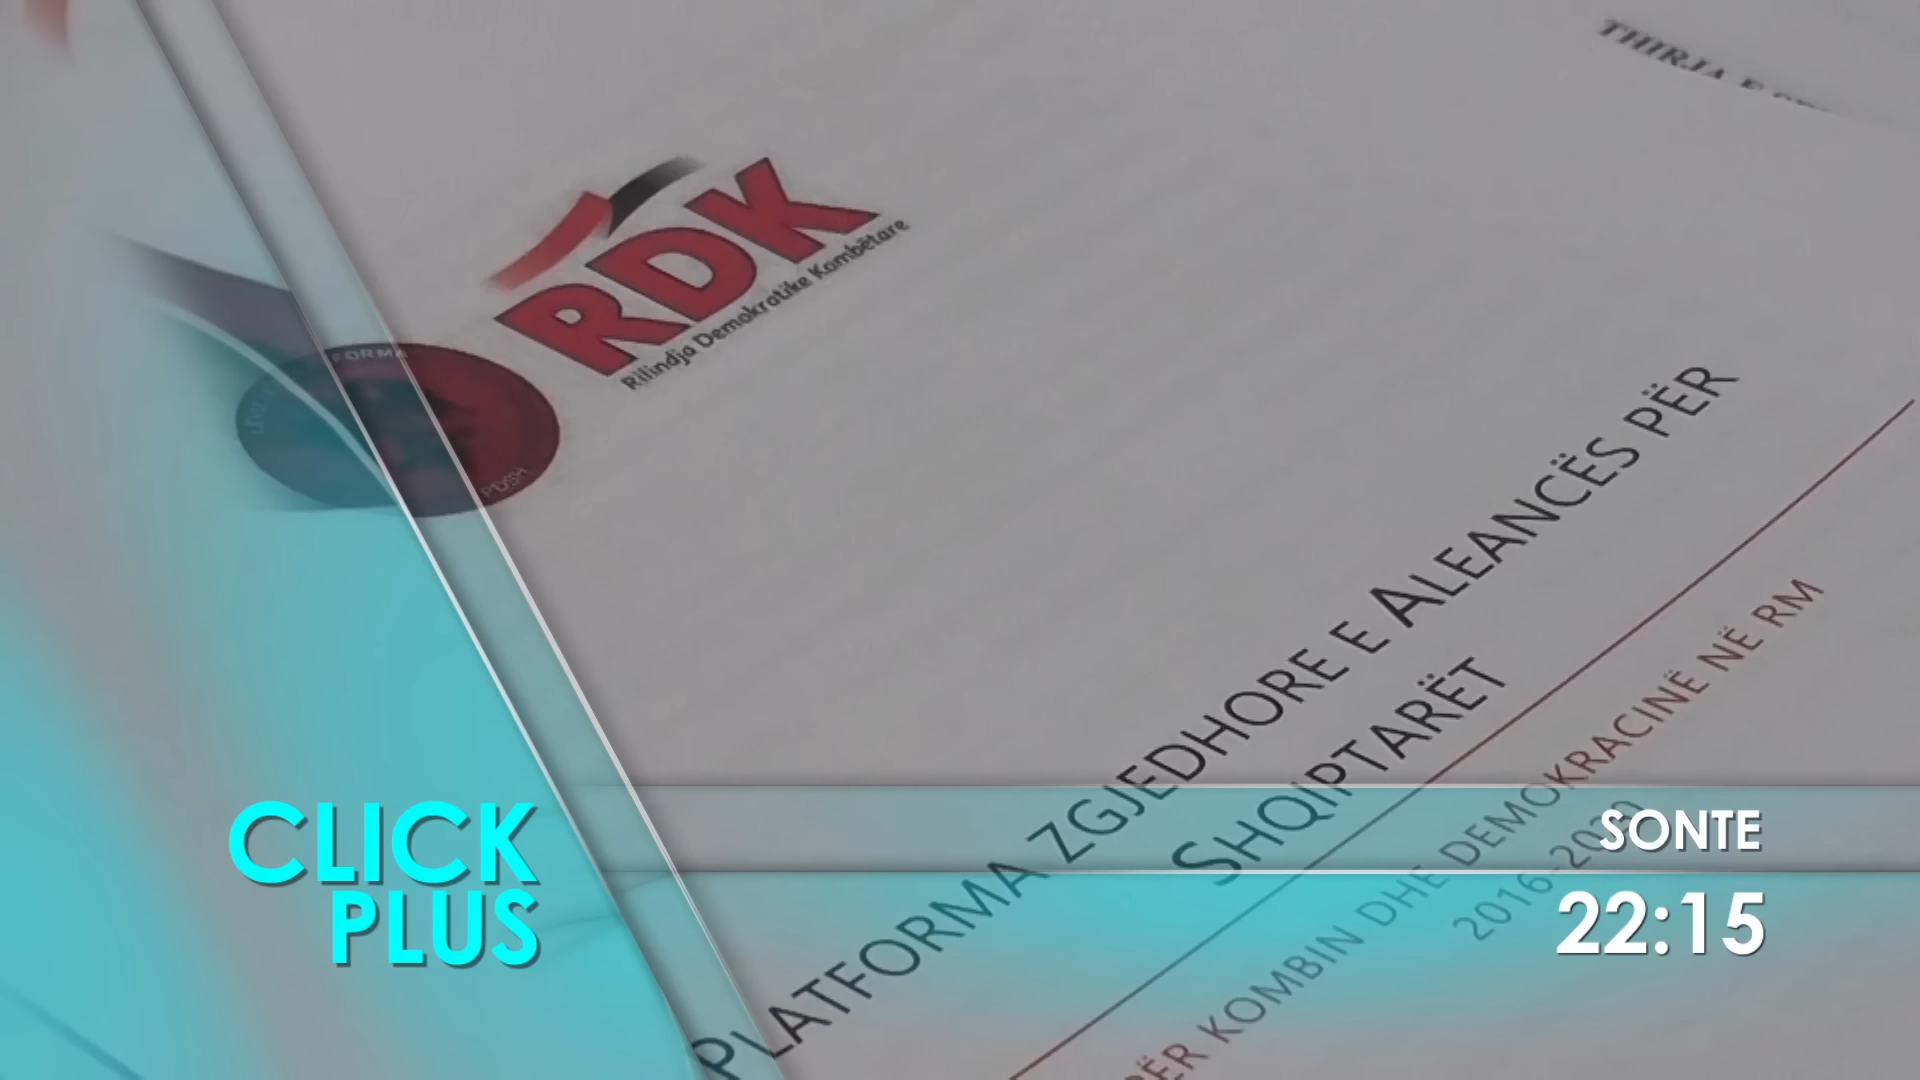 THIRJA E
RDK
Rilindja Demokratike Kombëtare
FORMA
PDSH
PLATFORMA ZGJEDHORE E ALEANCËS PËR
SHQIPTARËT
PËR KOMBIN DHE DEMOKRACINË NË RM
2016-2020
CLICK
PLUS
SONTE
22:15